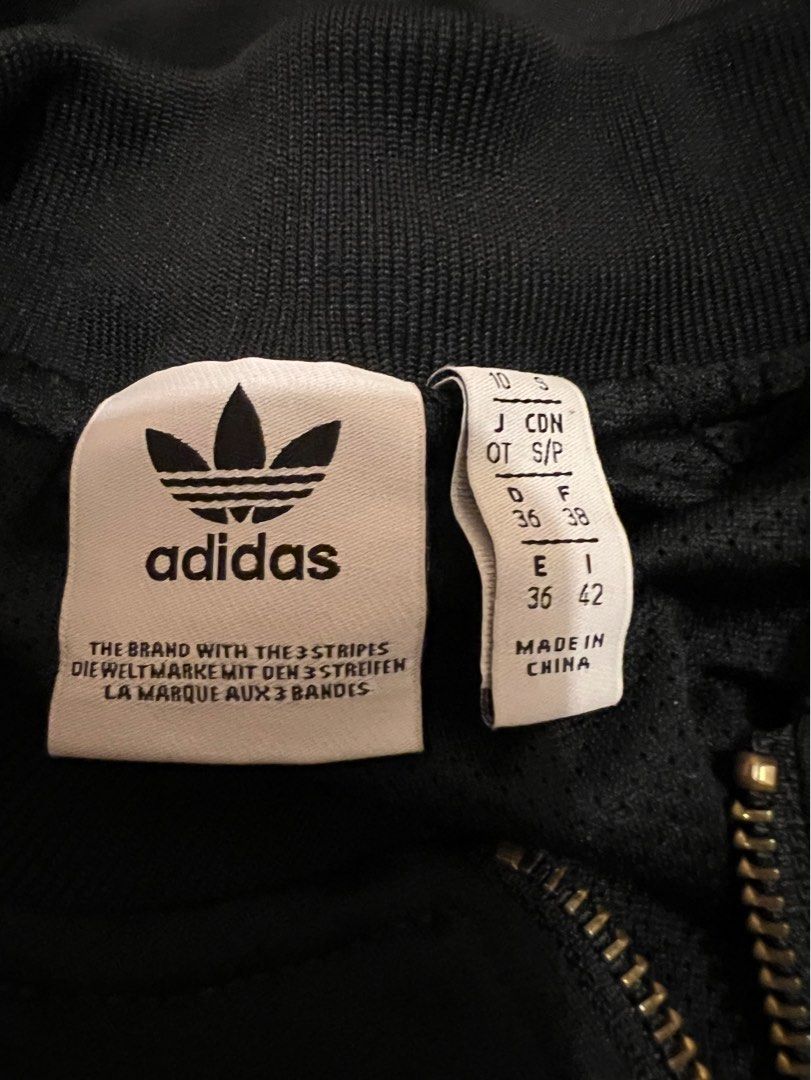 adidas
THE BRAND WITH THE 3 STRIPES
DIE WELTMARKE MIT DEN 3 STREIFEN
LA MARQUE AUX 3 BANDES
10 S
J CDN
OT S/P
D F
36 38
E I
36 42
MADE IN
CHINA